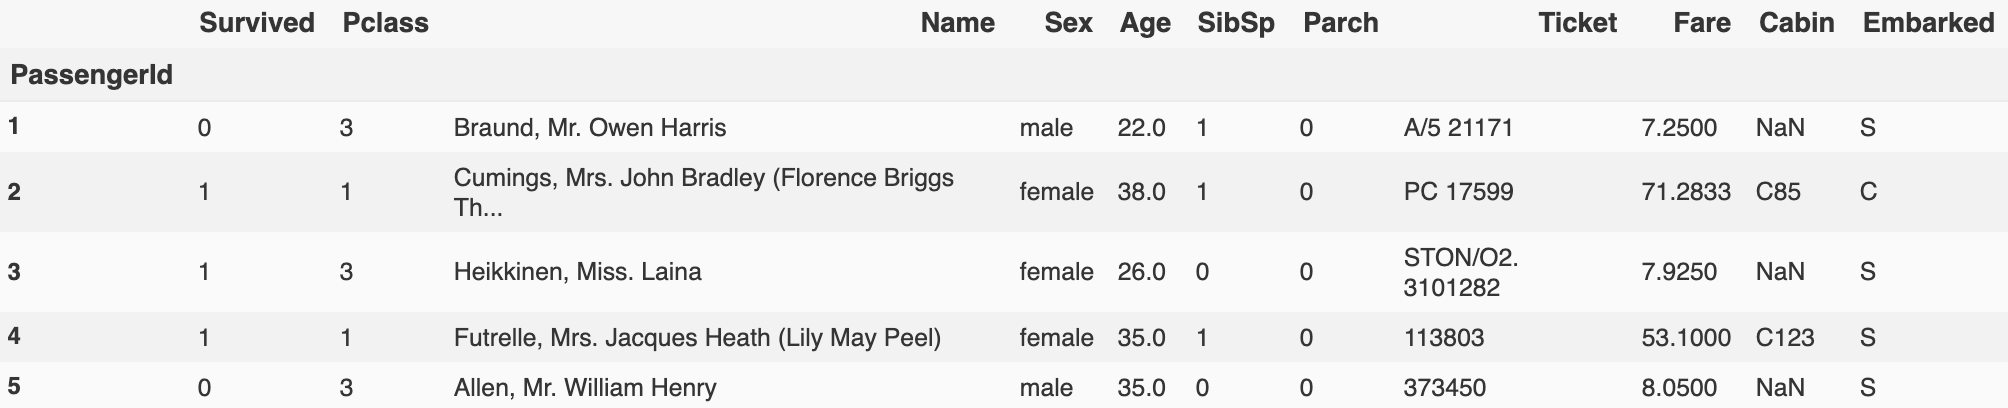 Survived Pclass Name Sex Age SibSp Parch Ticket Fare Cabin Embarked
PassengerId
1 0 3 Braund, Mr. Owen Harris male 22.0 1 0 A/5 21171 7.2500 NaN S
2 1 1 Cumings, Mrs. John Bradley (Florence Briggs Th... female 38.0 1 0 PC 17599 71.2833 C85 C
3 1 3 Heikkinen, Miss. Laina female 26.0 0 0 STON/O2. 3101282 7.9250 NaN S
4 1 1 Futrelle, Mrs. Jacques Heath (Lily May Peel) female 35.0 1 0 113803 53.1000 C123 S
5 0 3 Allen, Mr. William Henry male 35.0 0 0 373450 8.0500 NaN S